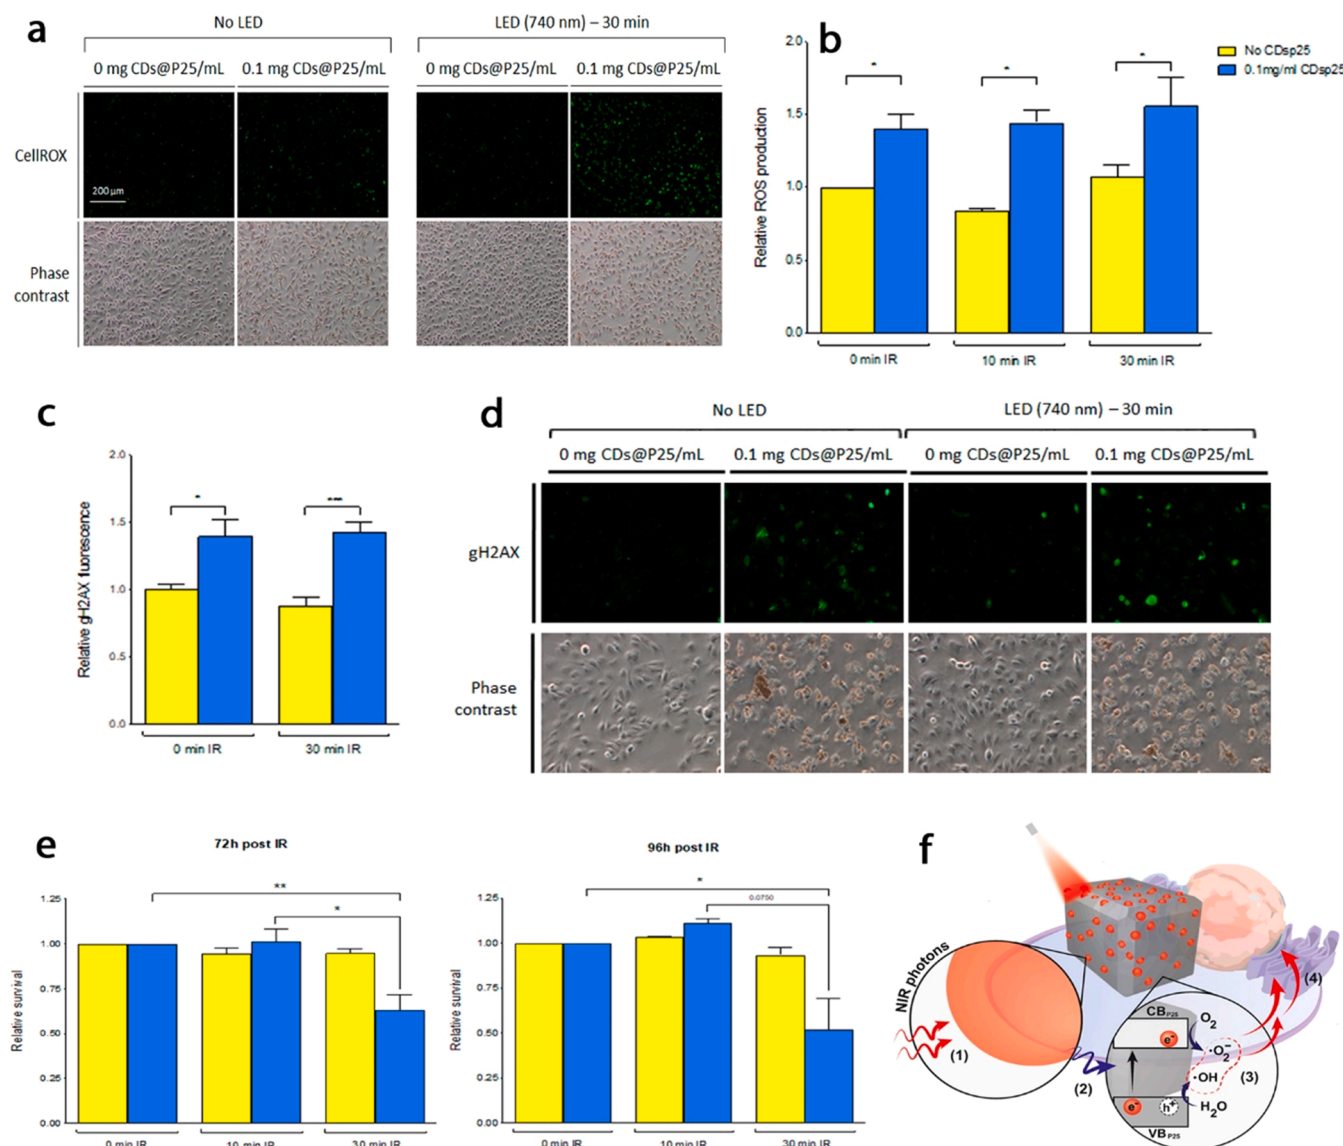 a
No LED
LED (740 nm) – 30 min
0 mg CDs@P25/mL
0.1 mg CDs@P25/mL
0 mg CDs@P25/mL
0.1 mg CDs@P25/mL
CellROX
200 µm
Phase
contrast
b
No CDsp25
0.1mg/ml CDsp25
Relative ROS production
2.0
1.5
1.0
0.5
0.0
*
*
*
0 min IR
10 min IR
30 min IR
c
Relative gH2AX fluorescence
2.0
1.5
1.0
0.5
0.0
*
***
0 min IR
30 min IR
d
No LED
LED (740 nm) – 30 min
0 mg CDs@P25/mL
0.1 mg CDs@P25/mL
0 mg CDs@P25/mL
0.1 mg CDs@P25/mL
gH2AX
Phase
contrast
e
72h post IR
Relative survival
1.25
1.00
0.75
0.50
0.25
0.00
**
*
0 min IR
10 min IR
30 min IR
96h post IR
Relative survival
1.25
1.00
0.75
0.50
0.25
0.00
*
0.0750
0 min IR
10 min IR
30 min IR
f
NIR photons
(1)
(2)
CBP25
e-
O2
·O2−
·OH
(3)
H2O
e-
h+
VBP25
(4)